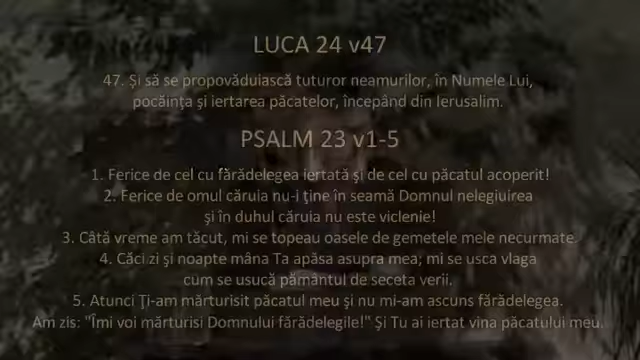 LUCA 24 v47
47. Și să se propovăduiască tuturor neamurilor, în Numele Lui,
pocăința și iertarea păcatelor, începând din Ierusalim.
PSALM 23 v1-5
1. Ferice de cel cu fărădelegea iertată şi de cel cu păcatul acoperit!
2. Ferice de omul căruia nu-i ţine în seamă Domnul nelegiuirea
şi în duhul căruia nu este viclenie!
3. Câtă vreme am tăcut, mi se topeau oasele de gemetele mele necurmate.
4. Căci zi şi noapte mâna Ta apăsa asupra mea; mi se usca vlaga
cum se usucă pământul de seceta verii.
5. Atunci Ţi-am mărturisit păcatul meu şi nu mi-am ascuns fărădelegea.
Am zis: "Îmi voi mărturisi Domnului fărădelegile!" Şi Tu ai iertat vina păcatului meu.